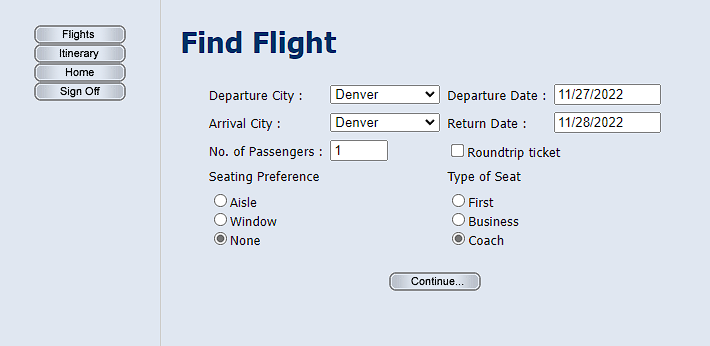 Flights
Itinerary
Home
Sign Off
Find Flight
Departure City : Denver Departure Date : 11/27/2022
Arrival City : Denver Return Date : 11/28/2022
No. of Passengers : 1 Roundtrip ticket
Seating Preference Type of Seat
Aisle First
Window Business
None Coach
Continue...